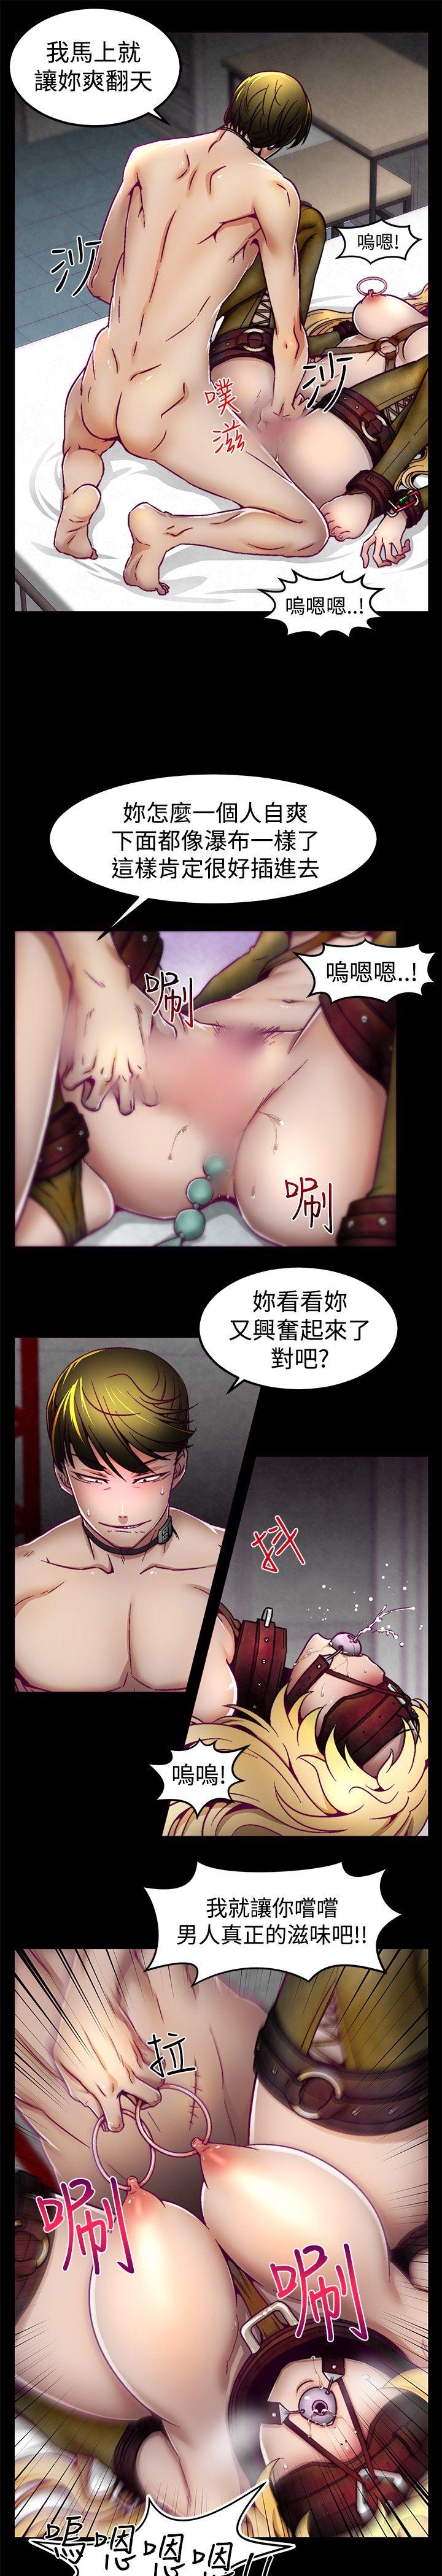 我馬上就
讓妳爽翻天
嗚嗯!
沙
沙
噗
滋
嗚嗯嗯..!
妳怎麼一個人自爽
下面都像瀑布一樣了
這樣肯定很好插進去
嗚嗯嗯..!
唰
唰
妳看看妳
又興奮起來了
對吧?
抖
嗚嗚!
我就讓你嚐嚐
男人真正的滋味吧!!
拉
唰
唰
嗚嗯嗯嗯